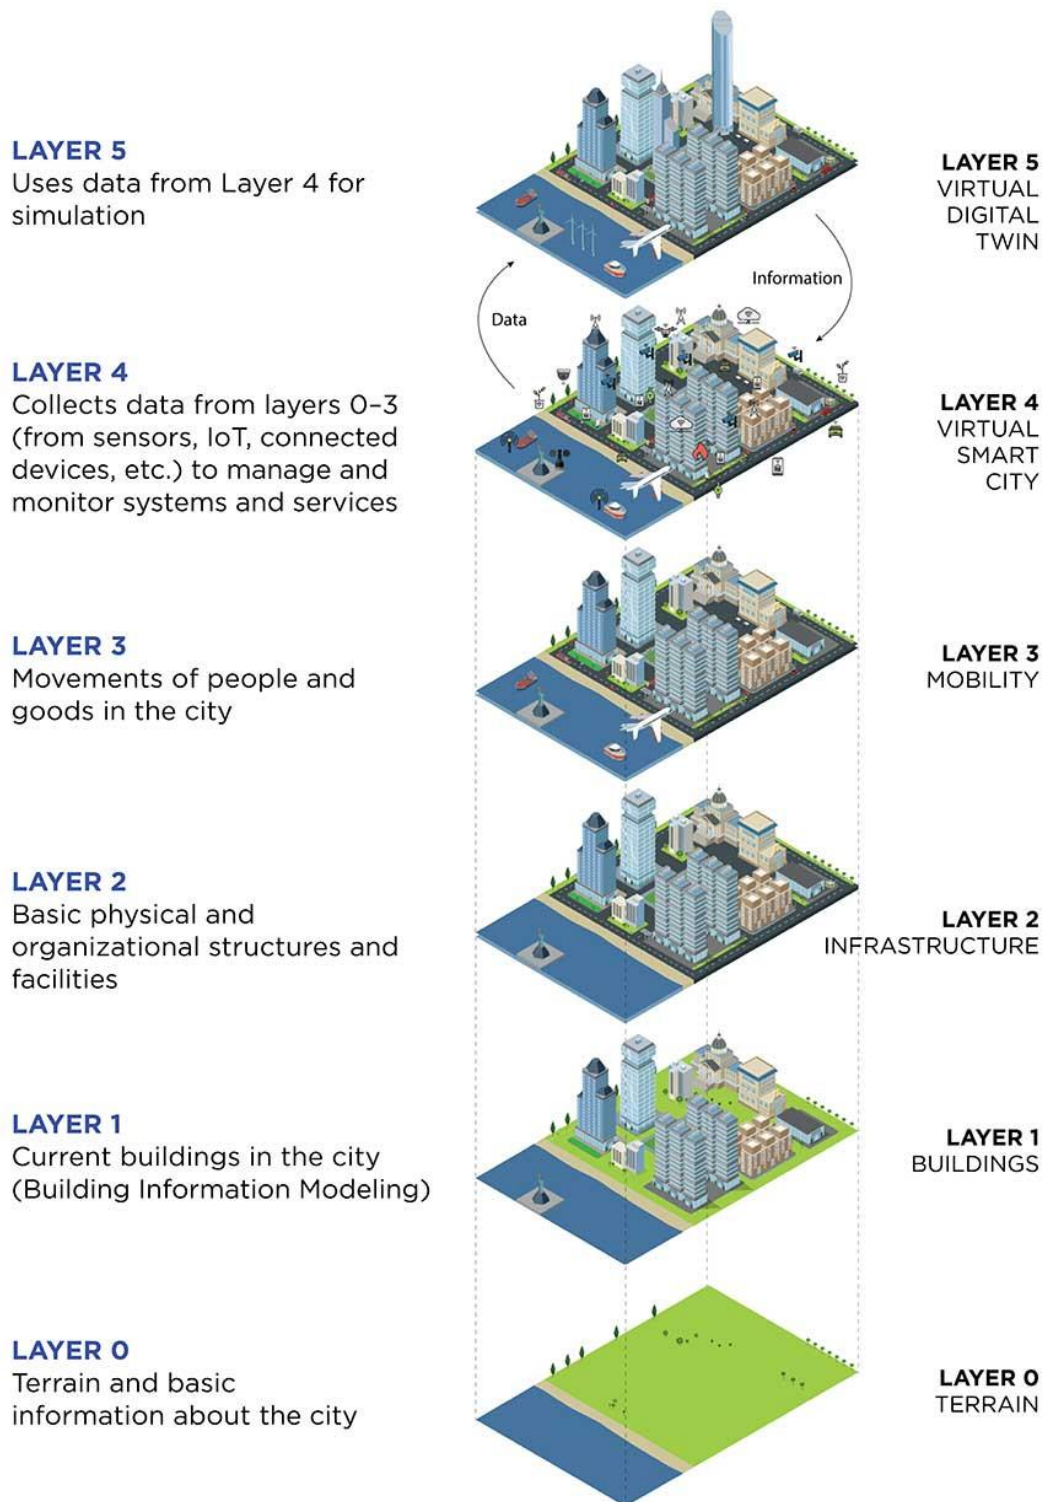 LAYER 5
Uses data from Layer 4 for
simulation
LAYER 5
VIRTUAL
DIGITAL
TWIN
Information
Data
LAYER 4
Collects data from layers 0–3
(from sensors, IoT, connected
devices, etc.) to manage and
monitor systems and services
LAYER 4
VIRTUAL
SMART
CITY
LAYER 3
Movements of people and
goods in the city
LAYER 3
MOBILITY
LAYER 2
Basic physical and
organizational structures and
facilities
LAYER 2
INFRASTRUCTURE
LAYER 1
Current buildings in the city
(Building Information Modeling)
LAYER 1
BUILDINGS
LAYER 0
Terrain and basic
information about the city
LAYER 0
TERRAIN